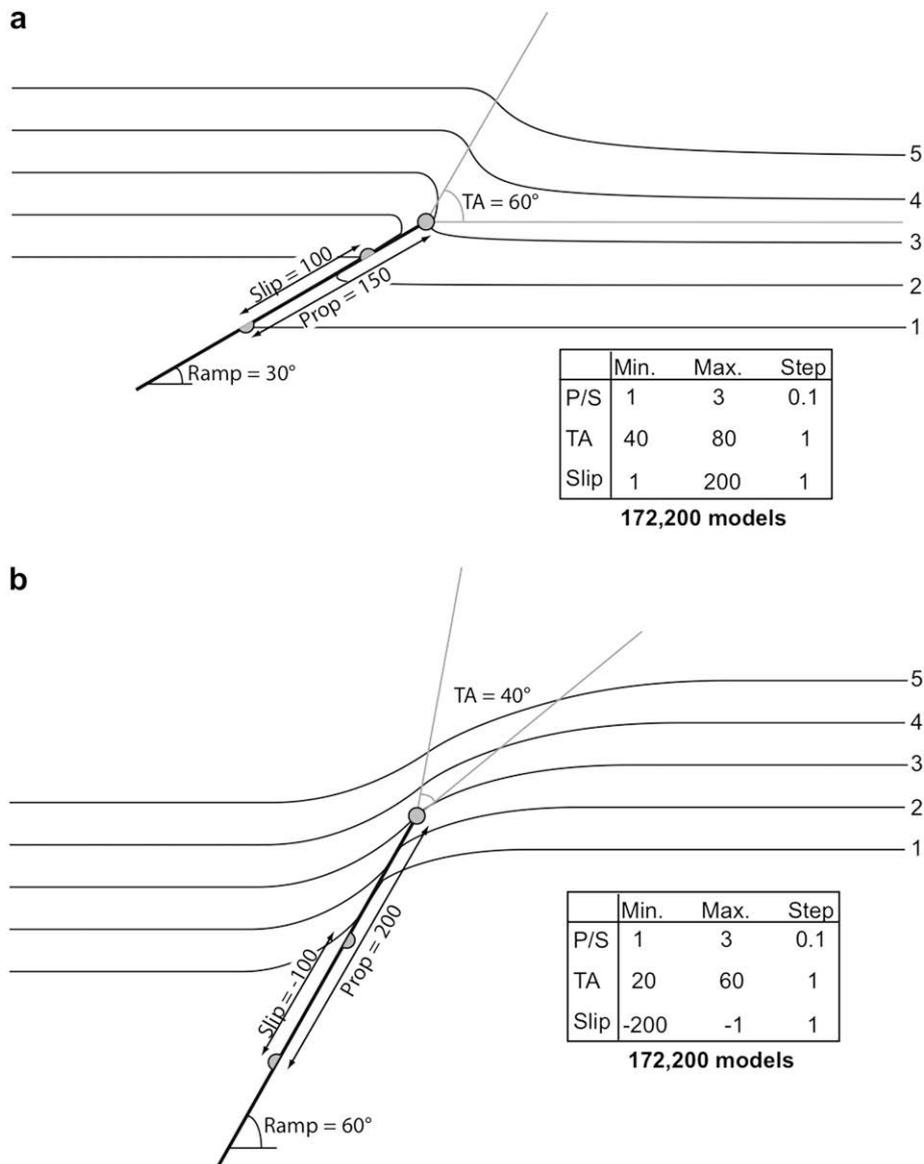 a
5
4
TA = 60°
3
Slip = 100
2
Prop = 150
1
Ramp = 30°
Min. Max. Step
P/S 1 3 0.1
TA 40 80 1
Slip 1 200 1
172,200 models
b
5
TA = 40°
4
3
2
1
Prop = 200
Slip = -100
Min. Max. Step
P/S 1 3 0.1
TA 20 60 1
Slip -200 -1 1
172,200 models
Ramp = 60°